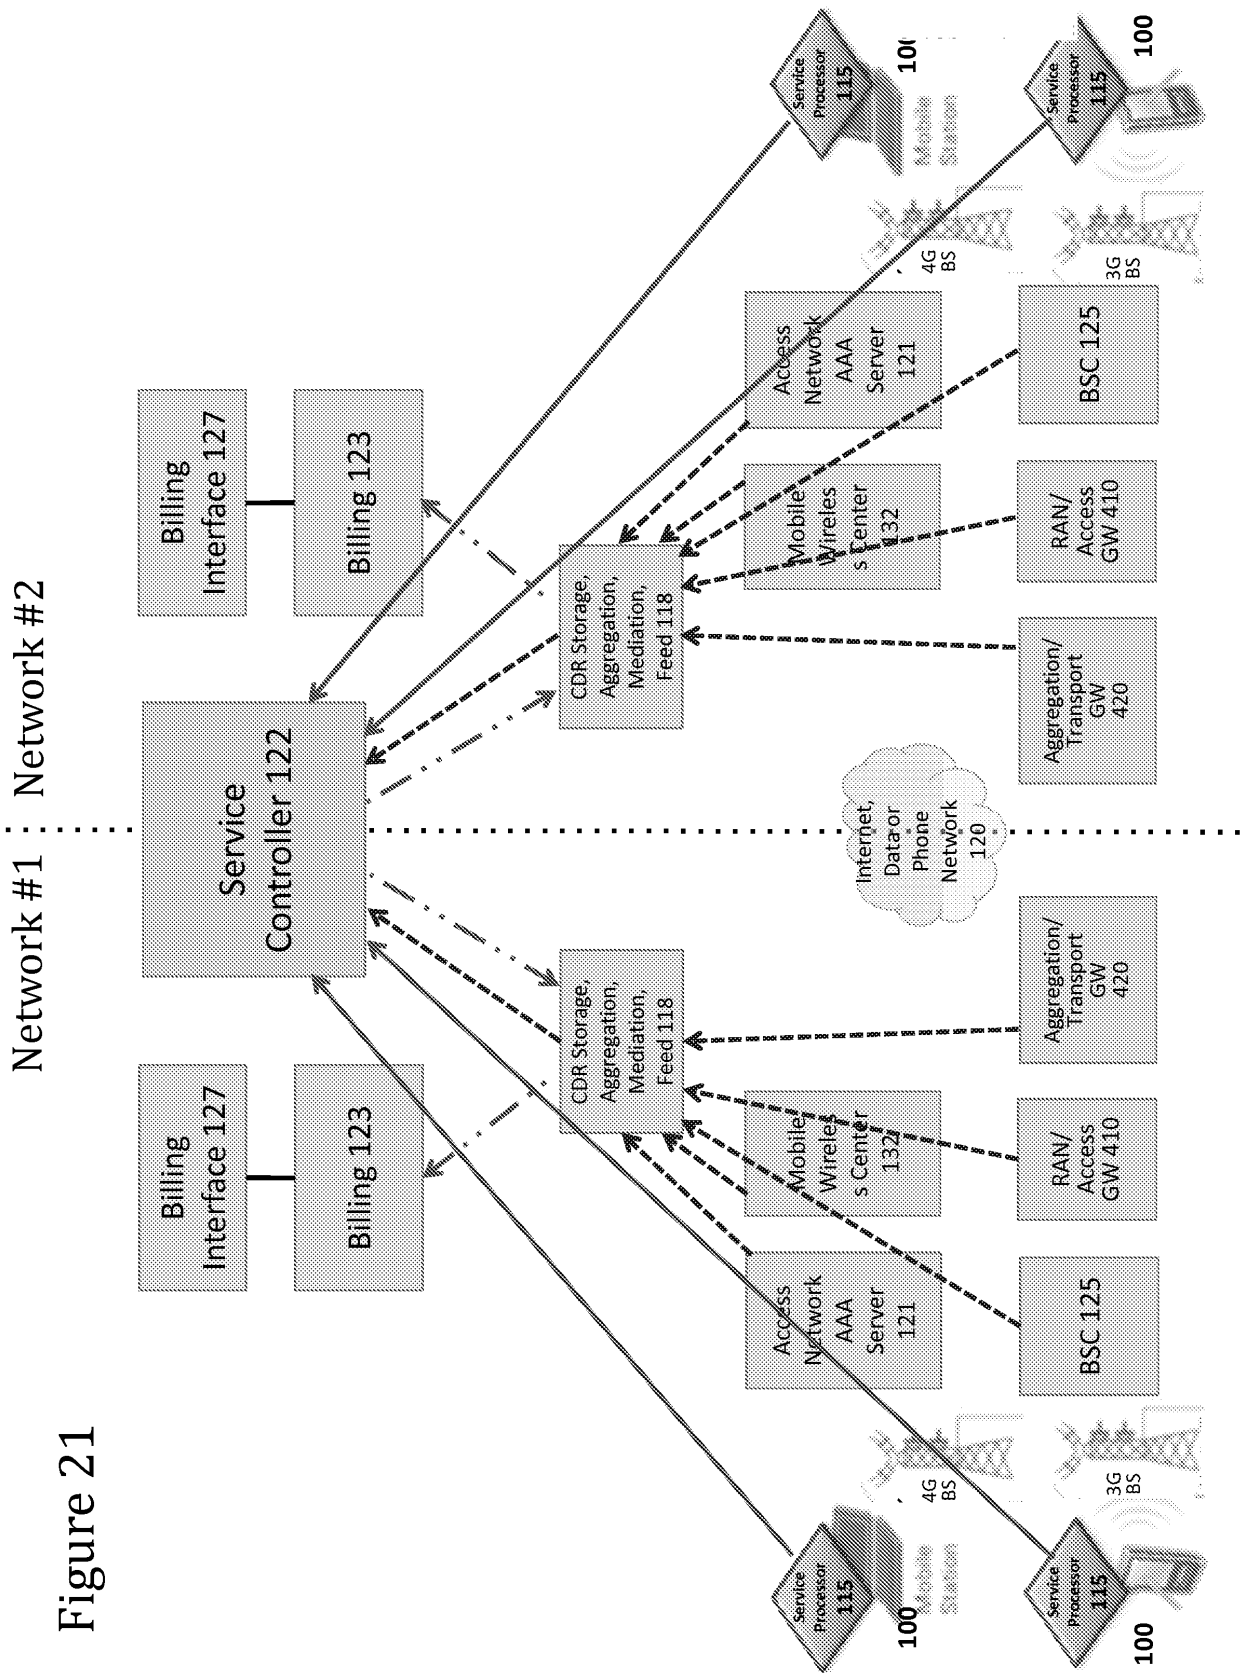 Figure 21
Network #1
Network #2
Billing
Interface 127
Billing 123
Service
Controller 122
Billing
Interface 127
Billing 123
CDR Storage,
Aggregation,
Mediation,
Feed 118
CDR Storage,
Aggregation,
Mediation,
Feed 118
Service
Processor
115
100
Mobile
Station
4G
BS
Access
Network
AAA
Server
121
Mobile
Wireles
s Center
132
Internet,
Data or
Phone
Network
120
Mobile
Wireles
s Center
132
Access
Network
AAA
Server
121
4G
BS
Service
Processor
115
10
Mobile
Station
Service
Processor
115
100
3G
BS
BSC 125
RAN/
Access
GW 410
Aggregation/
Transport
GW
420
Aggregation/
Transport
GW
420
RAN/
Access
GW 410
BSC 125
3G
BS
Service
Processor
115
100